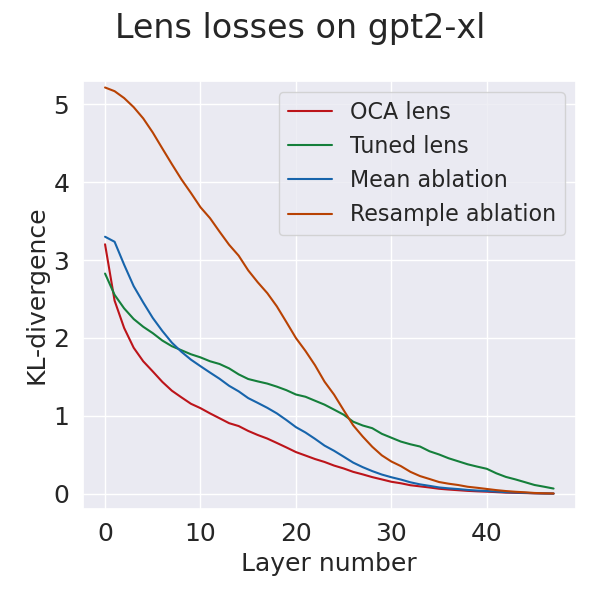 Lens losses on gpt2-xl
OCA lens
Tuned lens
Mean ablation
Resample ablation
KL-divergence
5
4
3
2
1
0
0 10 20 30 40
Layer number